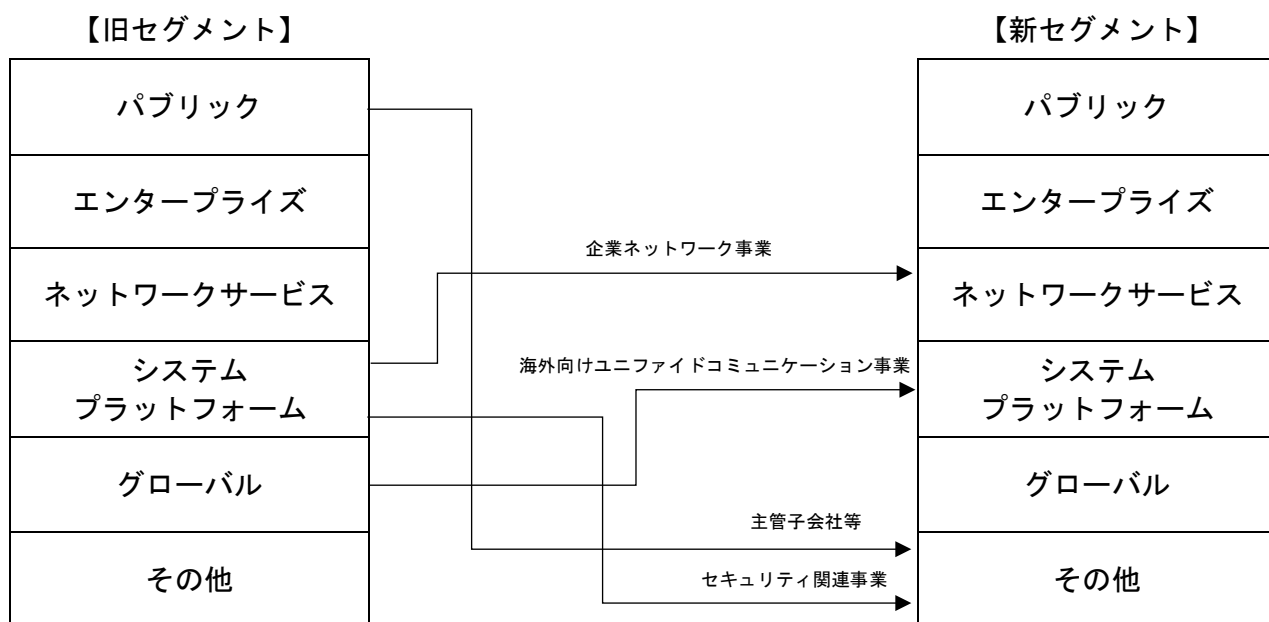 【旧セグメント】
【新セグメント】
パブリック
エンタープライズ
ネットワークサービス
システム
プラットフォーム
グローバル
その他
企業ネットワーク事業
海外向けユニファイドコミュニケーション事業
主管子会社等
セキュリティ関連事業
パブリック
エンタープライズ
ネットワークサービス
システム
プラットフォーム
グローバル
その他